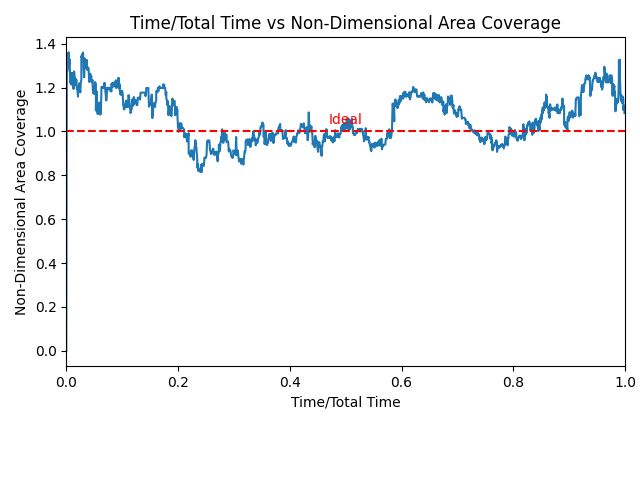 Time/Total Time vs Non-Dimensional Area Coverage
Non-Dimensional Area Coverage
1.4
1.2
1.0
0.8
0.6
0.4
0.2
0.0
Ideal
0.0 0.2 0.4 0.6 0.8 1.0
Time/Total Time